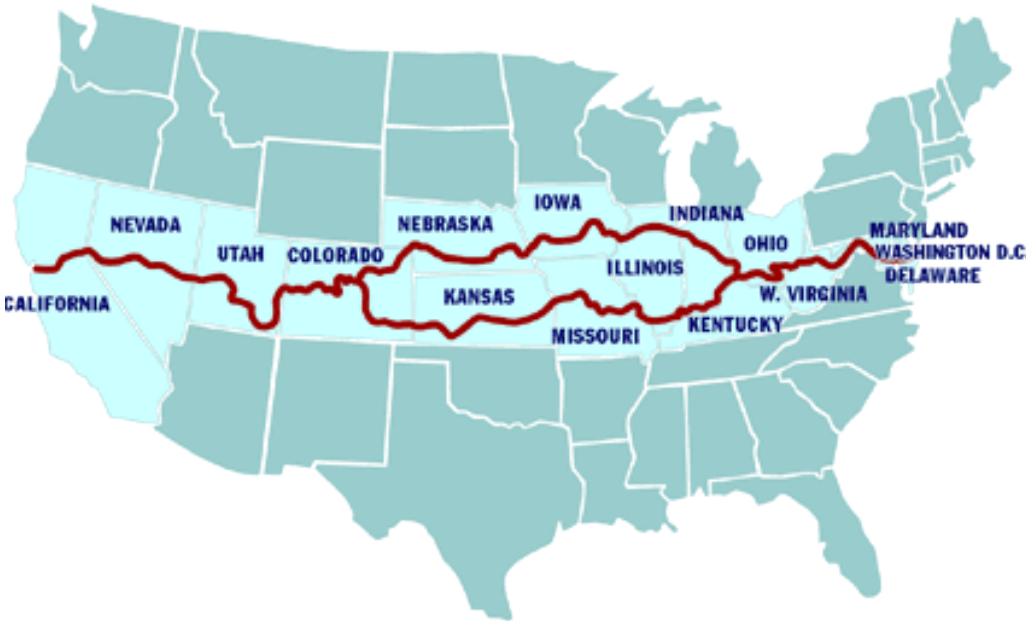 NEVADA
UTAH
COLORADO
NEBRASKA
IOWA
INDIANA
OHIO
MARYLAND
WASHINGTON D.C.
DELAWARE
CALIFORNIA
KANSAS
ILLINOIS
MISSOURI
KENTUCKY
W. VIRGINIA